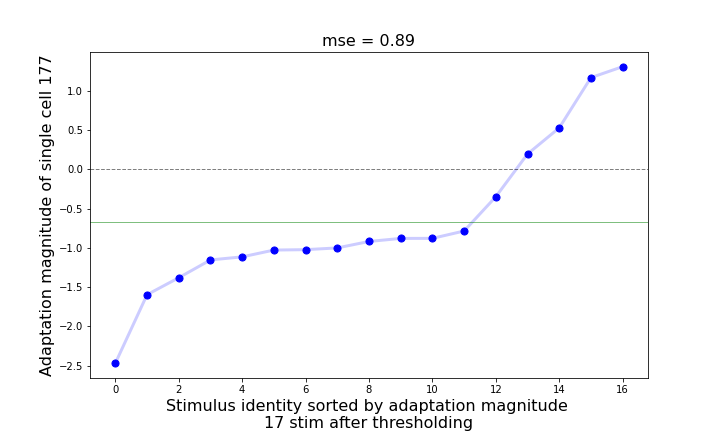 mse = 0.89
Adaptation magnitude of single cell 177
1.0
0.5
0.0
−0.5
−1.0
−1.5
−2.0
−2.5
0 2 4 6 8 10 12 14 16
Stimulus identity sorted by adaptation magnitude
17 stim after thresholding